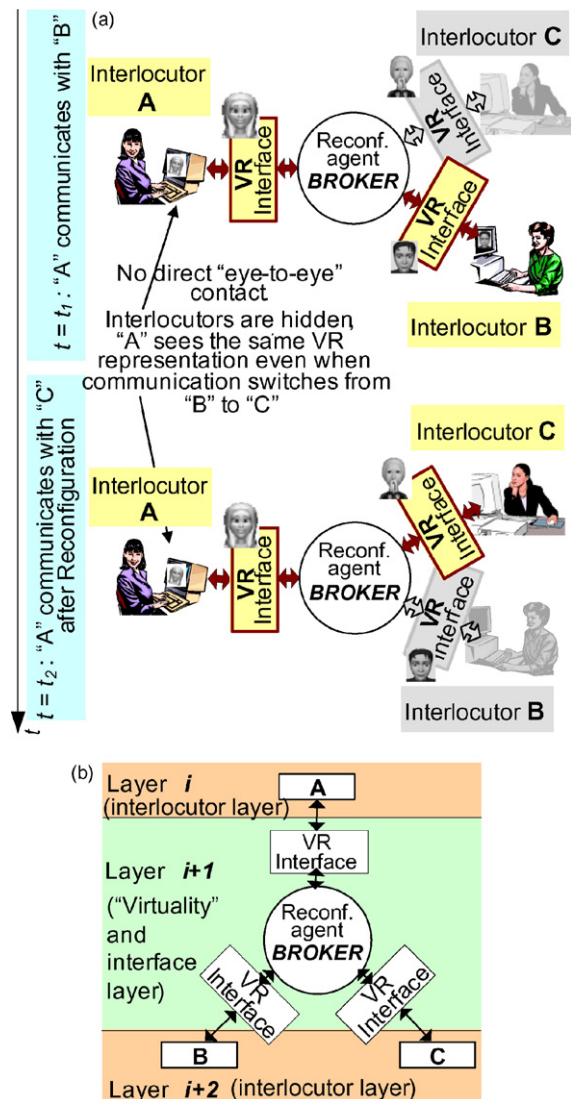 (a)
t = t1 : “A” communicates with “B”
Interlocutor
A
VR
Interface
Reconf.
agent
BROKER
Interlocutor C
VR
Interface
VR
Interface
Interlocutor B
No direct “eye-to-eye”
contact.
Interlocutors are hidden,
“A” sees the same VR
representation even when
communication switches from
“B” to “C”
t = t2 : “A” communicates with “C”
after Reconfiguration
t
Interlocutor
A
VR
Interface
Reconf.
agent
BROKER
Interlocutor C
VR
Interface
VR
interface
Interlocutor B
(b)
Layer i
(interlocutor layer)
A
VR
Interface
Layer i+1
(“Virtuality”
and
interface
layer)
Reconf.
agent
BROKER
VR
Interface
VR
Interface
B
C
Layer i+2 (interlocutor layer)